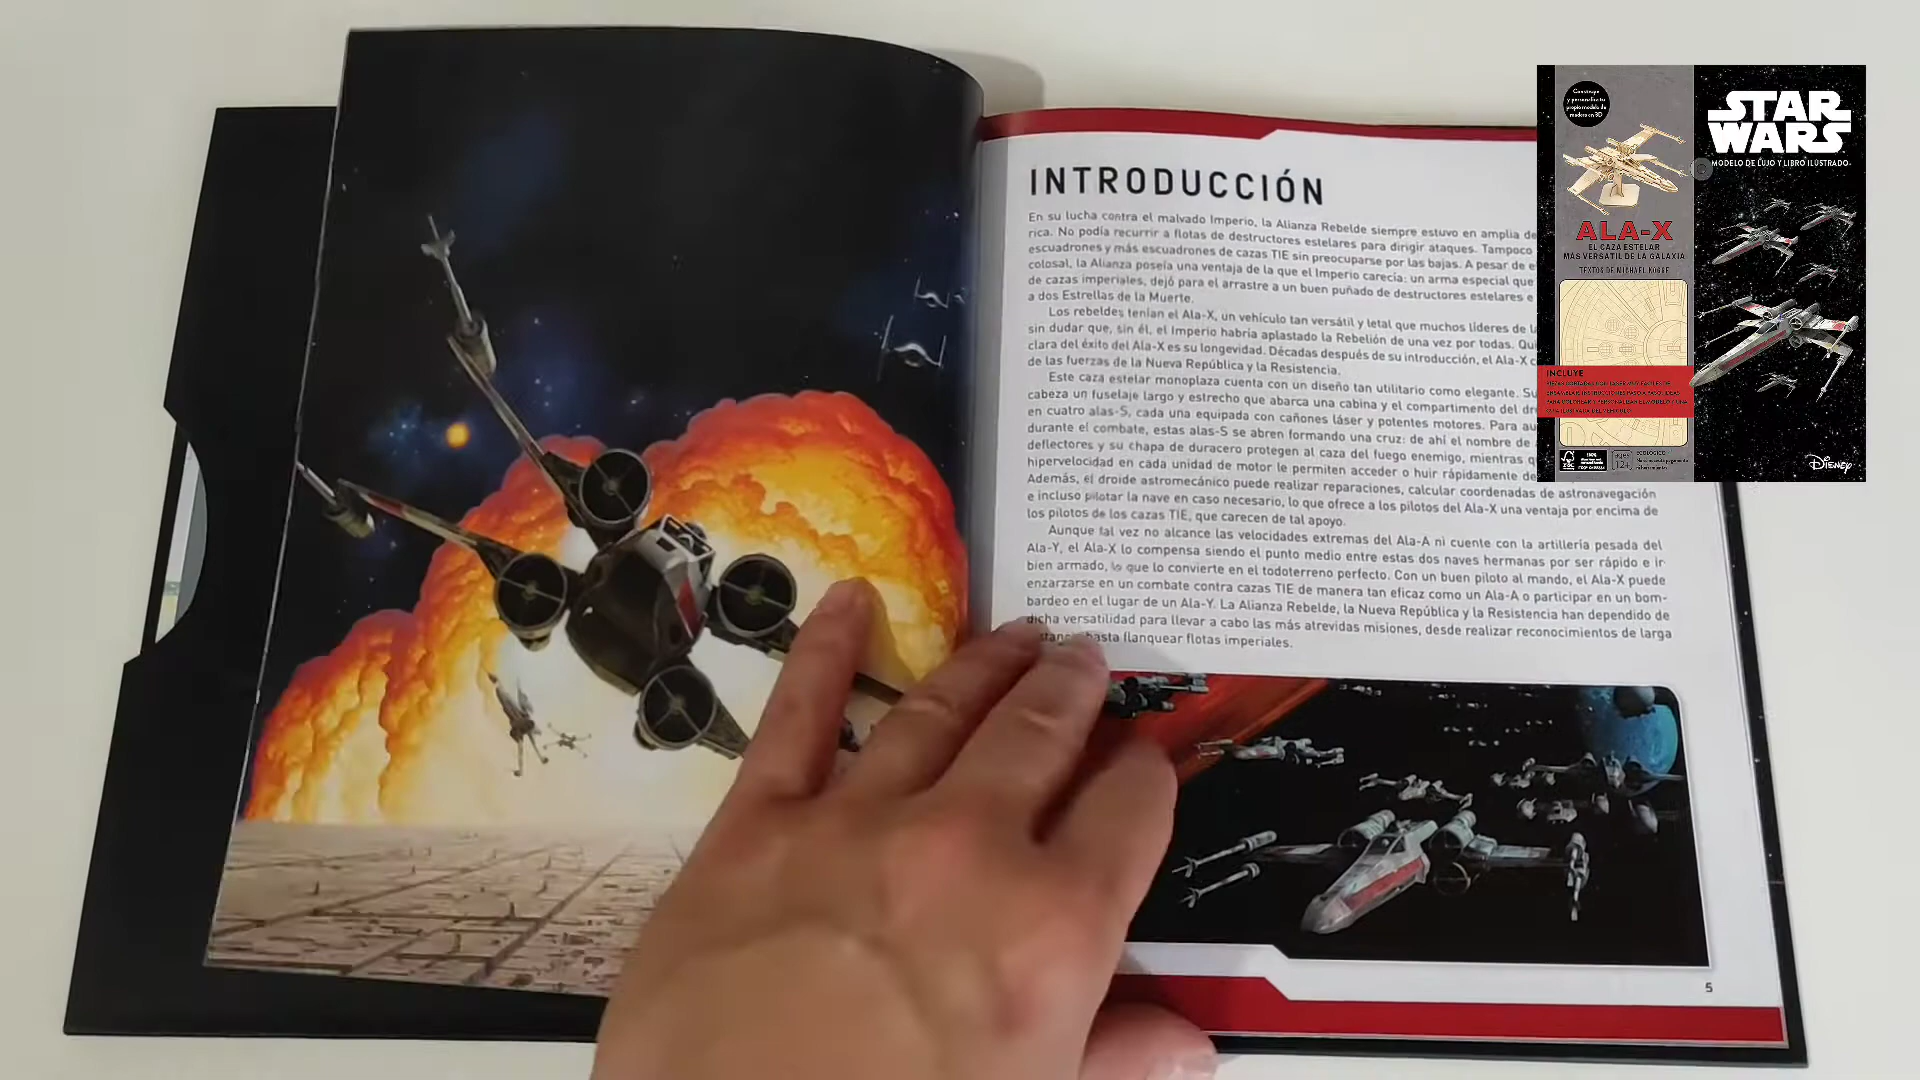 INTRODUCCIÓN
En su lucha contra el malvado Imperio, la Alianza Rebelde siempre estuvo en amplia de
rica. No podía recurrir a flotas de destructores estelares para dirigir ataques. Tampoco
escuadrones y más escuadrones de cazas TIE sin preocuparse por las bajas. A pesar de e
colosal, la Alianza poseía una ventaja de la que el Imperio carecía: un arma especial que
de cazas imperiales, dejó para el arrastre a un buen puñado de destructores estelares e
a dos Estrellas de la Muerte.
Los rebeldes tenían el Ala-X, un vehículo tan versátil y letal que muchos líderes de l
sin dudar que, sin él, el Imperio habría aplastado la Rebelión de una vez por todas. Qui
clara del éxito del Ala-X es su longevidad. Décadas después de su introducción, el Ala-X c
de las fuerzas de la Nueva República y la Resistencia.
Este caza estelar monoplaza cuenta con un diseño tan utilitario como elegante. Su
cabeza un fuselaje largo y estrecho que abarca una cabina y el compartimento del dr
en cuatro alas-S, cada una equipada con cañones láser y potentes motores. Para au
durante el combate, estas alas-S se abren formando una cruz: de ahí el nombre de
deflectores y su chapa de duracero protegen al caza del fuego enemigo, mientras q
hipervelocidad en cada unidad de motor le permiten acceder o huir rápidamente de
Además, el droide astromecánico puede realizar reparaciones, calcular coordenadas de astronavegación
e incluso pilotar la nave en caso necesario, lo que ofrece a los pilotos del Ala-X una ventaja por encima de
los pilotos de los cazas TIE, que carecen de tal apoyo.
Aunque tal vez no alcance las velocidades extremas del Ala-A ni cuente con la artillería pesada del
Ala-Y, el Ala-X lo compensa siendo el punto medio entre estas dos naves hermanas por ser rápido e ir
bien armado, lo que lo convierte en el todoterreno perfecto. Con un buen piloto al mando, el Ala-X puede
enzarzarse en un combate contra cazas TIE de manera tan eficaz como un Ala-A o participar en un bom-
bardeo en el lugar de un Ala-Y. La Alianza Rebelde, la Nueva República y la Resistencia han dependido de
dicha versatilidad para llevar a cabo las más atrevidas misiones, desde realizar reconocimientos de larga
hasta flanquear flotas imperiales.
5
Construye
y personaliza tu
propio modelo de
madera en 3D
ALA-X
EL CAZA ESTELAR
MÁS VERSÁTIL DE LA GALAXIA
TEXTOS DE MICHAEL KOGGE
INCLUYE
STAR
WARS
MODELO DE LUJO Y LIBRO ILUSTRADO
Disney